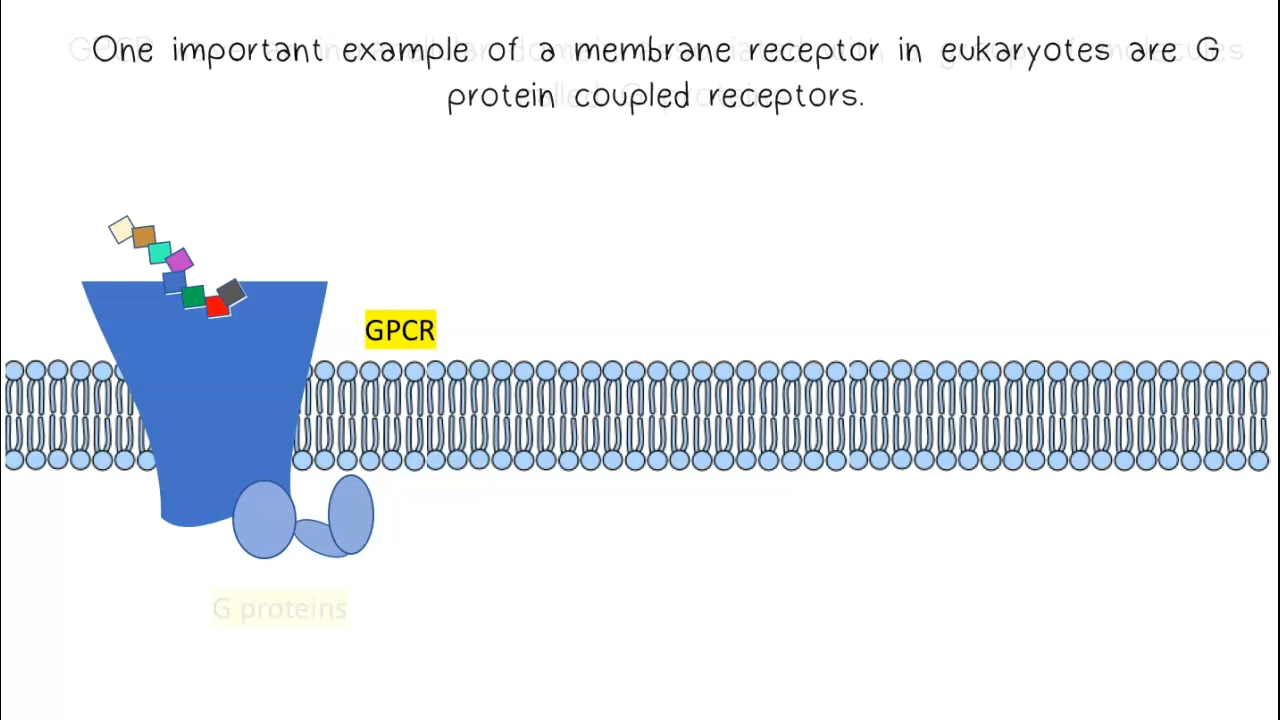 One important example of a membrane receptor in eukaryotes are G
protein coupled receptors.
GPCR
G proteins